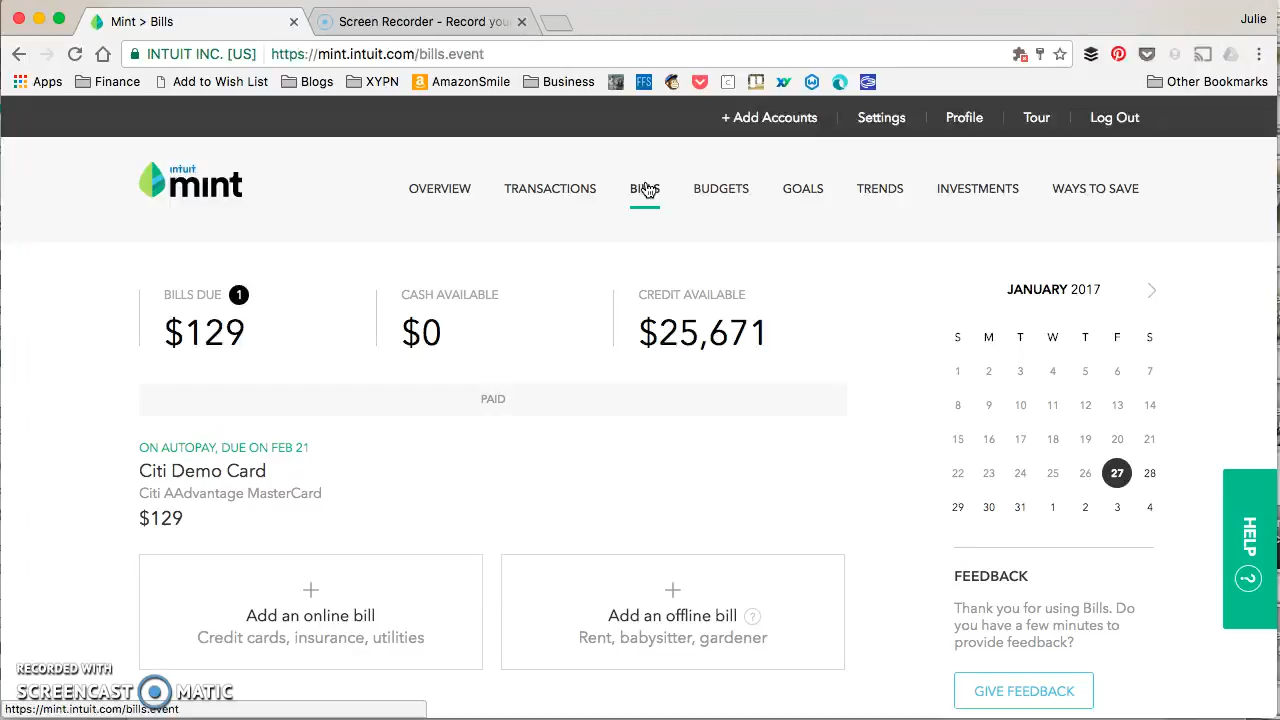 Mint > Bills
Screen Recorder - Record you
Julie
INTUIT INC. [US]
https://mint.intuit.com/bills.event
Apps
Finance
Add to Wish List
Blogs
XYPN
AmazonSmile
Business
FFS
Other Bookmarks
+ Add Accounts
Settings
Profile
Tour
Log Out
intuit
mint
OVERVIEW
TRANSACTIONS
BILLS
BUDGETS
GOALS
TRENDS
INVESTMENTS
WAYS TO SAVE
BILLS DUE 1
$129
CASH AVAILABLE
$0
CREDIT AVAILABLE
$25,671
PAID
ON AUTOPAY, DUE ON FEB 21
Citi Demo Card
Citi AAdvantage MasterCard
$129
+
Add an online bill
Credit cards, insurance, utilities
+
Add an offline bill ?
Rent, babysitter, gardener
JANUARY 2017
S M T W T F S
1 2 3 4 5 6 7
8 9 10 11 12 13 14
15 16 17 18 19 20 21
22 23 24 25 26 27 28
29 30 31 1 2 3 4
FEEDBACK
Thank you for using Bills. Do
you have a few minutes to
provide feedback?
GIVE FEEDBACK
HELP ?
RECORDED WITH
SCREENCAST MATIC
https://mint.intuit.com/bills.event